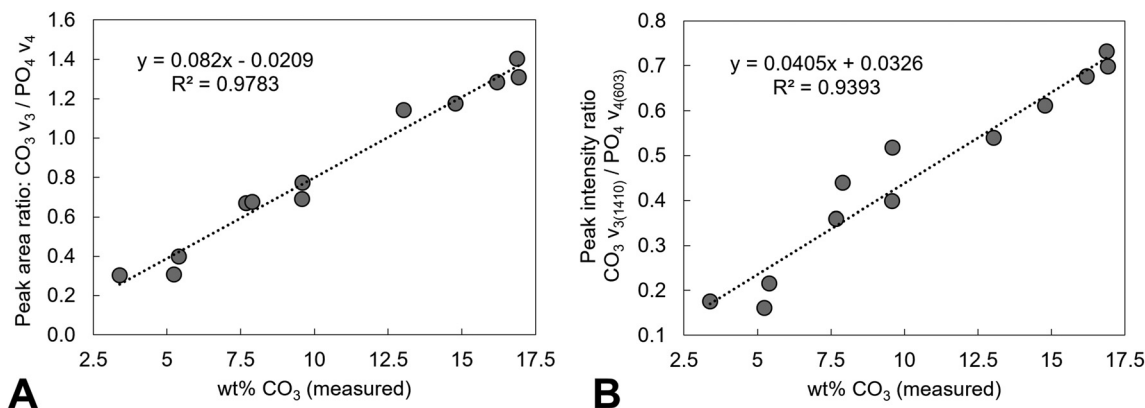 Peak area ratio: CO3 v3 / PO4 v4
1.6
1.4
1.2
1.0
0.8
0.6
0.4
0.2
0.0
y = 0.082x - 0.0209
R² = 0.9783
2.5 5 7.5 10 12.5 15 17.5
wt% CO3 (measured)
A
Peak intensity ratio
CO3 v3(1410) / PO4 v4(603)
0.8
0.7
0.6
0.5
0.4
0.3
0.2
0.1
y = 0.0405x + 0.0326
R² = 0.9393
2.5 5 7.5 10 12.5 15 17.5
wt% CO3 (measured)
B